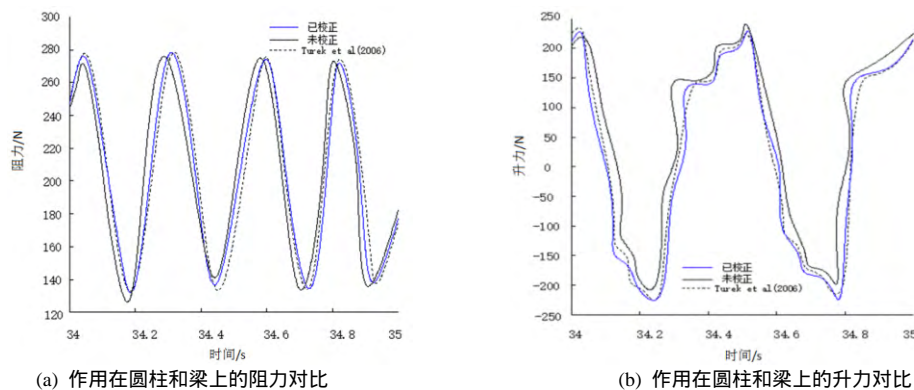 300
280
260
240
220
200
180
160
140
120
阻力/N
已校正
未校正
Turek et al(2006)
34
34.2
34.4
34.6
34.8
35
时间/s
(a) 作用在圆柱和梁上的阻力对比
250
200
150
100
50
0
-50
-100
-150
-200
-250
升力/N
已校正
未校正
Turek et al(2006)
34
34.2
34.4
34.6
34.8
35
时间/s
(b) 作用在圆柱和梁上的升力对比